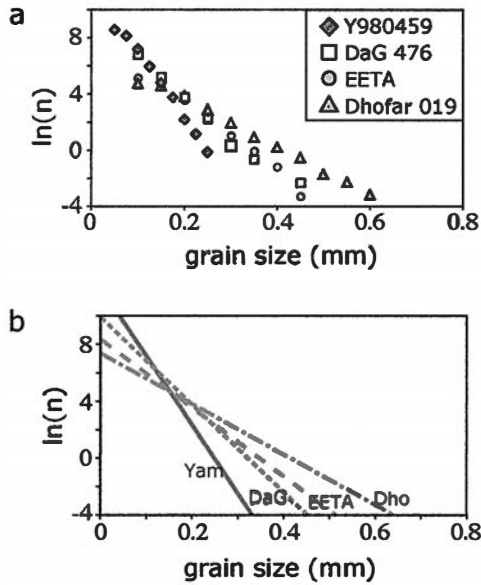 a
8
4
0
-4
ln(n)
Y980459
DaG 476
EETA
Dhofar 019
0 0.2 0.4 0.6 0.8
grain size (mm)
b
8
4
0
-4
ln(n)
Yam
DaG
EETA
Dho
0 0.2 0.4 0.6 0.8
grain size (mm)